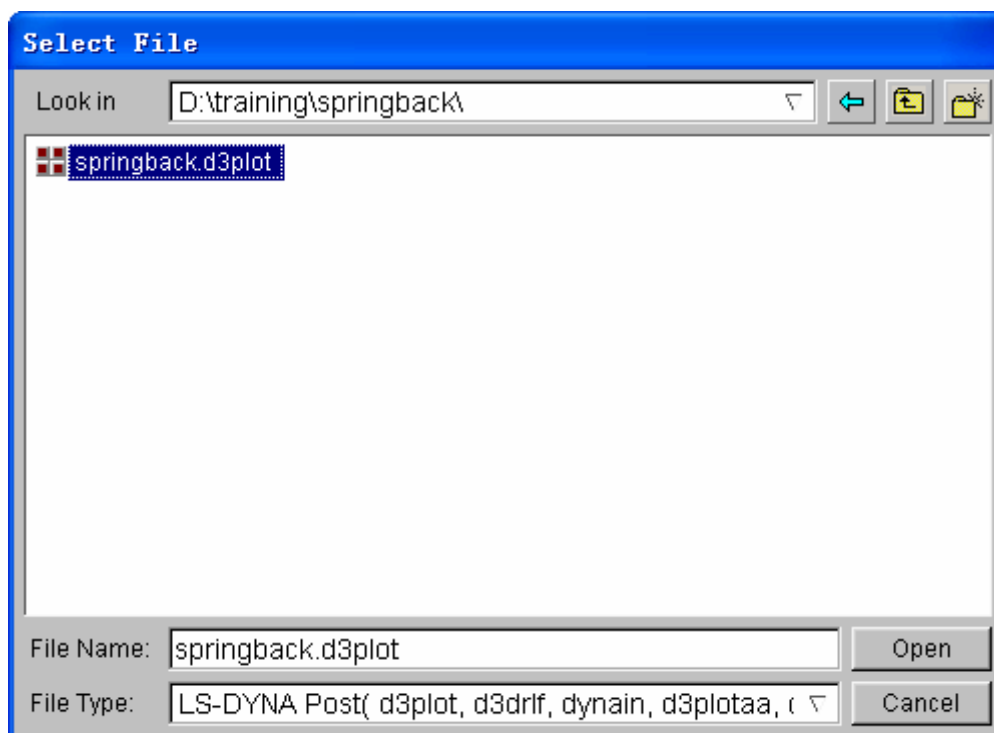 Select File
Look in D:\training\springback\
springback.d3plot
File Name: springback.d3plot Open
File Type: LS-DYNA Post( d3plot, d3drlf, dynain, d3plotaa, Cancel